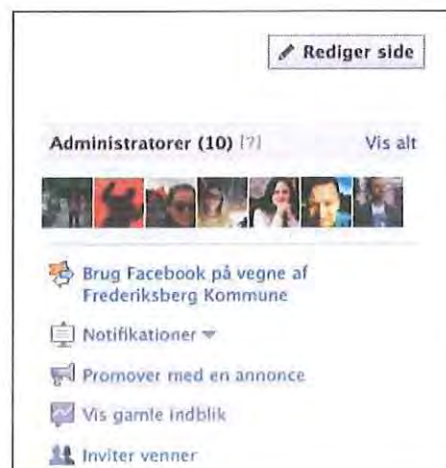 Rediger side
Administratorer (10) [?] Vis alt
Brug Facebook på vegne af
Frederiksberg Kommune
Notifikationer
Promover med en annonce
Vis gamle indblik
Inviter venner